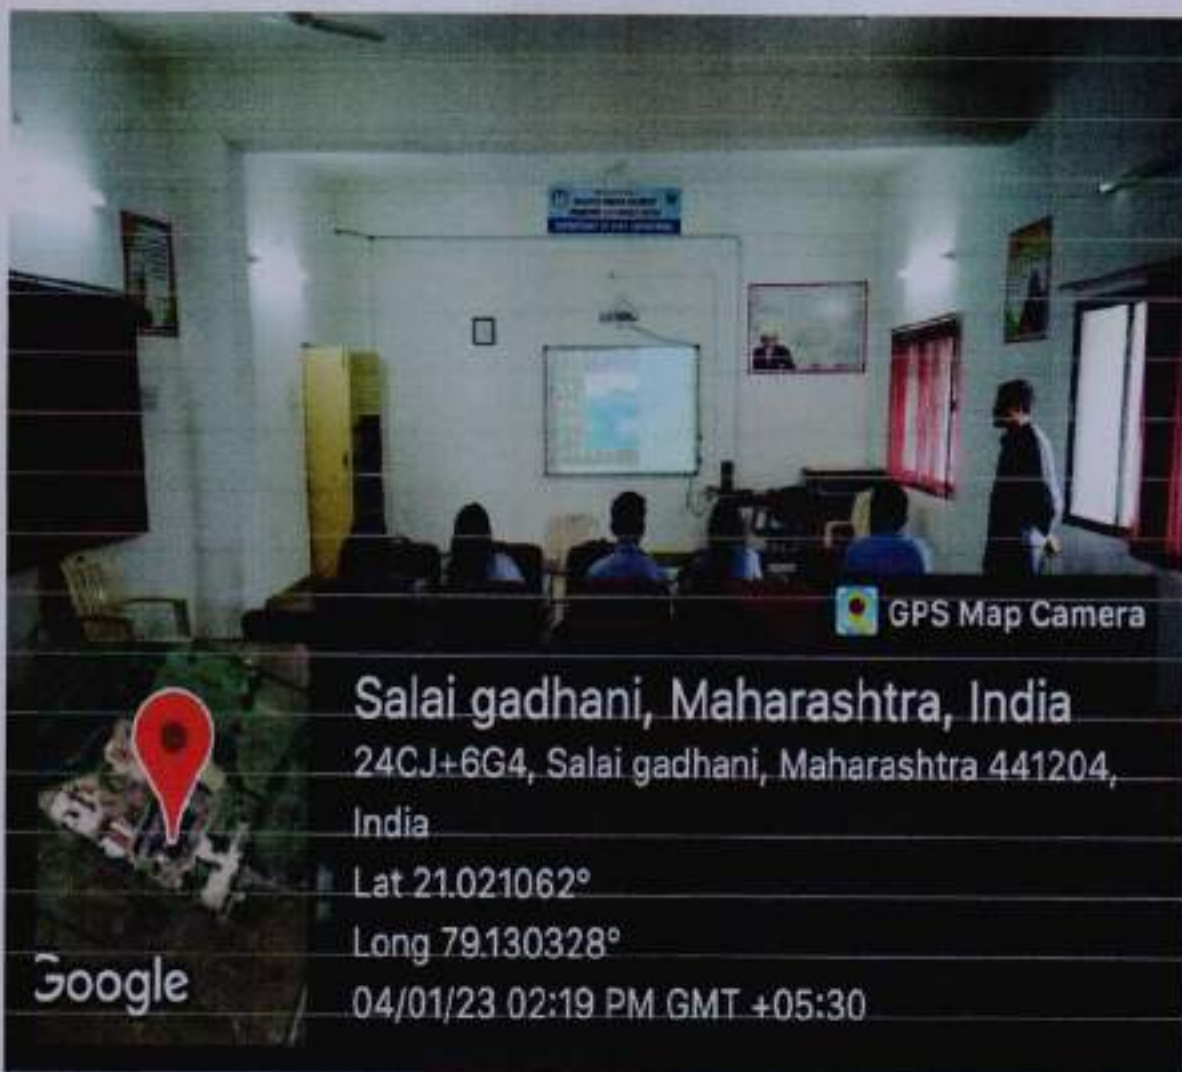 GPS Map Camera
Salai gadhani, Maharashtra, India
24CJ+6G4, Salai gadhani, Maharashtra 441204,
India
Lat 21.021062°
Long 79.130328°
04/01/23 02:19 PM GMT +05:30
Google